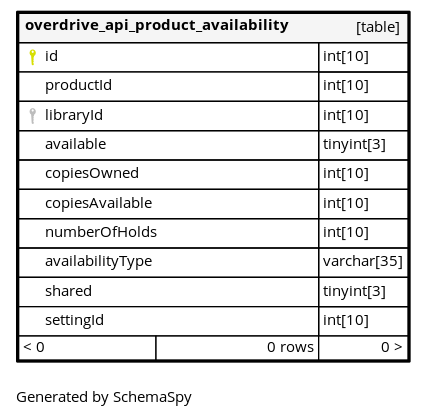 overdrive_api_product_availability [table]
id int[10]
productId int[10]
libraryId int[10]
available tinyint[3]
copiesOwned int[10]
copiesAvailable int[10]
numberOfHolds int[10]
availabilityType varchar[35]
shared tinyint[3]
settingId int[10]
< 0 0 rows 0 >
Generated by SchemaSpy